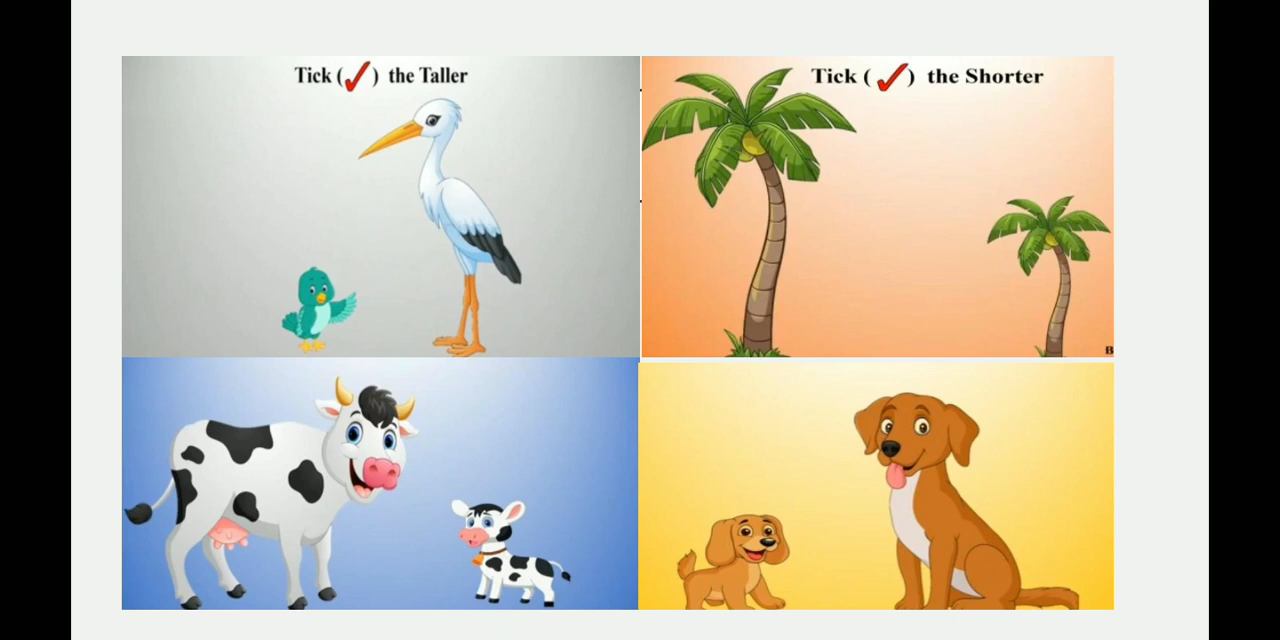 Tick (✓) the Taller
Tick (✓) the Shorter
B